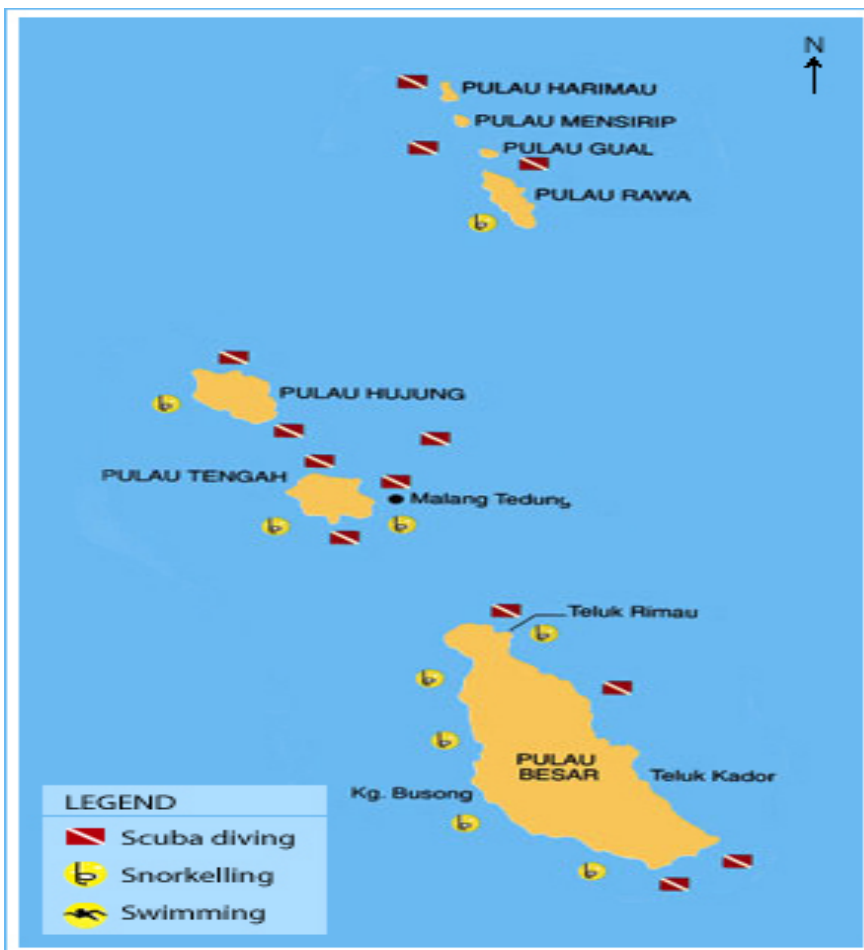 N
PULAU HARIMAU
PULAU MENSIRIP
PULAU GUAL
PULAU RAWA
PULAU HUJUNG
PULAU TENGAH
Malang Tedung
Teluk Rimau
PULAU
BESAR
Teluk Kador
Kg. Busong
LEGEND
Scuba diving
Snorkelling
Swimming